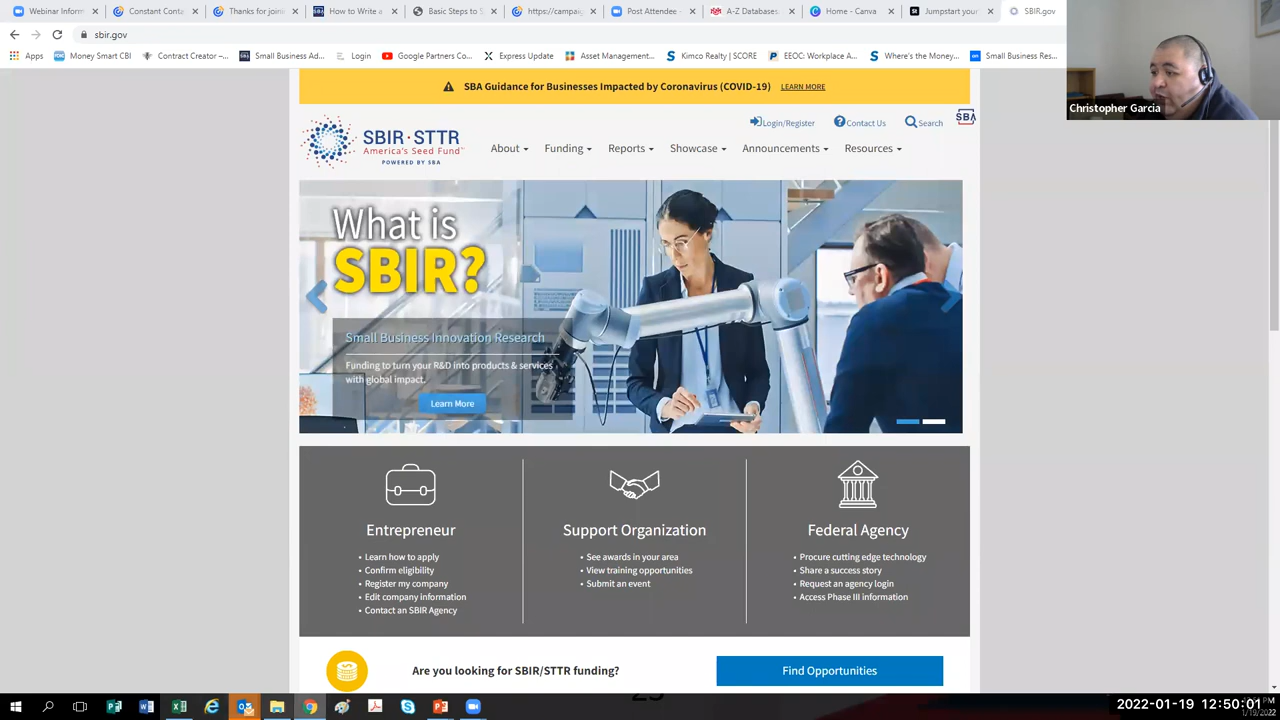 Webinar Inform
Constant Conta
Thanks for joini
How to Write a
Basic Steps to S
https://campaig
Post Attendee -
A-Z Databases
Home - Canva
Jumpstart your
SBIR.gov
sbir.gov
Apps
Money Smart CBI
Contract Creator –...
Small Business Ad...
Login
Google Partners Co...
Express Update
Asset Management...
Kimco Realty | SCORE
EEOC: Workplace A...
Where's the Money...
Small Business Res...
Christopher Garcia
SBA Guidance for Businesses Impacted by Coronavirus (COVID-19) LEARN MORE
Login/Register
Contact Us
Search
SBA
SBIR·STTR
America's Seed Fund™
POWERED BY SBA
About
Funding
Reports
Showcase
Announcements
Resources
What is
SBIR?
Small Business Innovation Research
Funding to turn your R&D into products & services
with global impact.
Learn More
Entrepreneur
• Learn how to apply
• Confirm eligibility
• Register my company
• Edit company information
• Contact an SBIR Agency
Support Organization
• See awards in your area
• View training opportunities
• Submit an event
Federal Agency
• Procure cutting edge technology
• Share a success story
• Request an agency login
• Access Phase III information
Are you looking for SBIR/STTR funding?
Find Opportunities
2022-01-19 12:50:01
1/19/2022